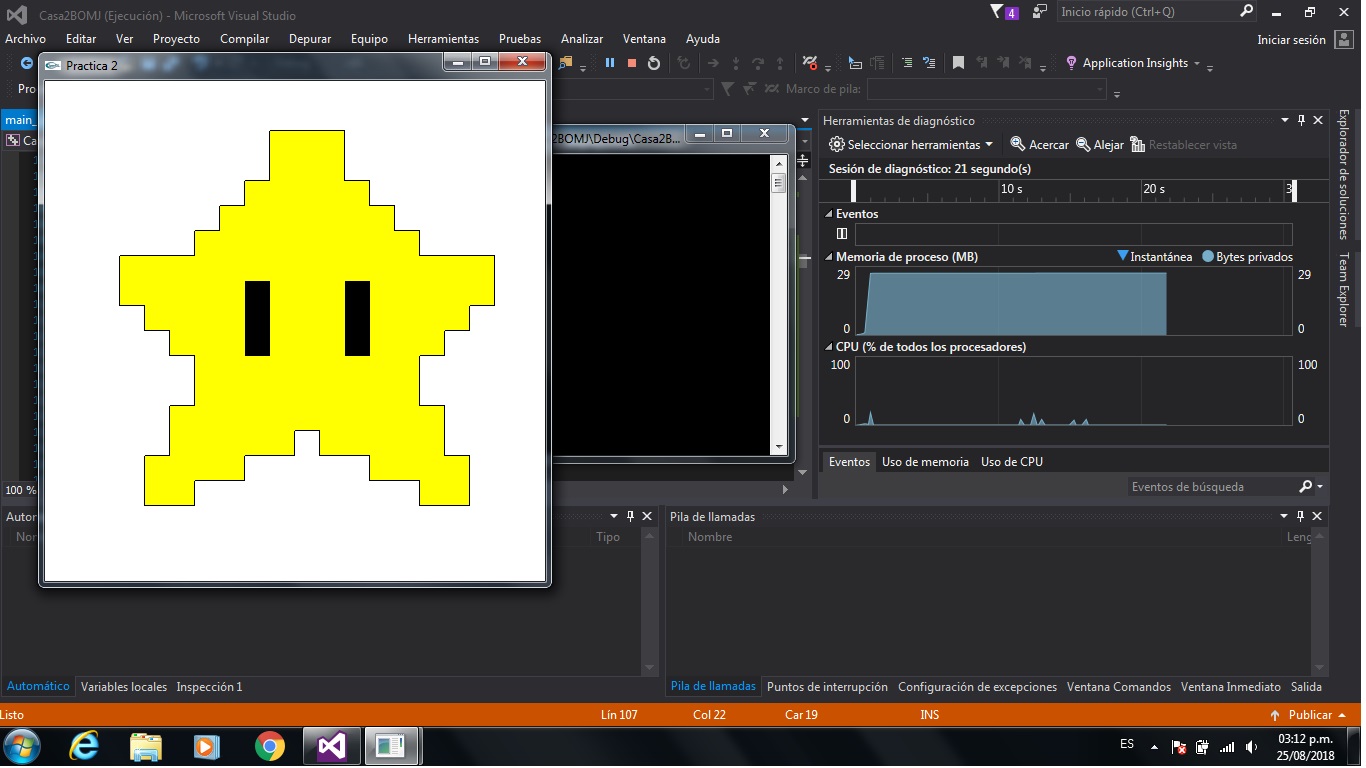 Casa2BOMJ (Ejecución) - Microsoft Visual Studio
4
Inicio rápido (Ctrl+Q)
Archivo Editar Ver Proyecto Compilar Depurar Equipo Herramientas Pruebas Analizar Ventana Ayuda
Iniciar sesión
Application Insights
Marco de pila:
Practica 2
main_
2BOMJ\Debug\Casa2B...
Herramientas de diagnóstico
Seleccionar herramientas Acercar Alejar Restablecer vista
Sesión de diagnóstico: 21 segundo(s)
10 s 20 s 3
Eventos
Memoria de proceso (MB) Instantánea Bytes privados
29 29
0 0
CPU (% de todos los procesadores)
100 100
0 0
Eventos Uso de memoria Uso de CPU
Eventos de búsqueda
Explorador de soluciones
Team Explorer
100 %
Tipo
Pila de llamadas
Nombre Leng
Automático Variables locales Inspección 1
Pila de llamadas Puntos de interrupción Configuración de excepciones Ventana Comandos Ventana Inmediato Salida
Listo Lín 107 Col 22 Car 19 INS Publicar
ES
03:12 p.m.
25/08/2018